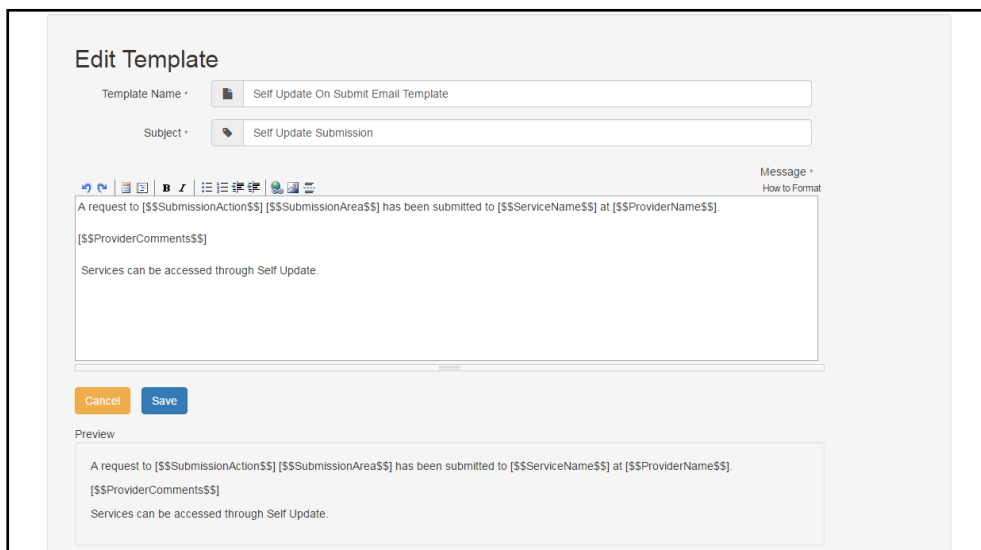 Edit Template
Template Name *
Self Update On Submit Email Template
Subject *
Self Update Submission
Message *
How to Format
B I
A request to [$$SubmissionAction$$] [$$SubmissionArea$$] has been submitted to [$$ServiceName$$] at [$$ProviderName$$].
[$$ProviderComments$$]
Services can be accessed through Self Update.
Cancel Save
Preview
A request to [$$SubmissionAction$$] [$$SubmissionArea$$] has been submitted to [$$ServiceName$$] at [$$ProviderName$$].
[$$ProviderComments$$]
Services can be accessed through Self Update.